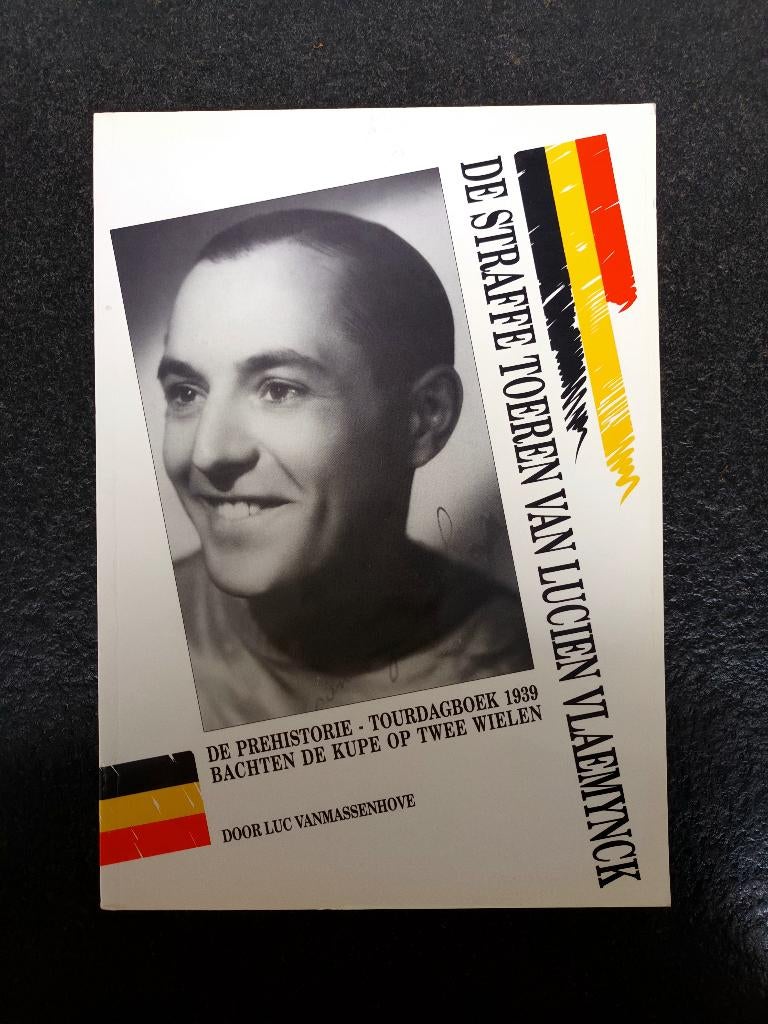 DE STRAFFE TOEREN VAN LUCIEN VLAEMYNCK
DE PREHISTORIE - TOURDAGBOEK 1939
BACHTEN DE KUPE OP TWEE WIELEN
DOOR LUC VANMASSENHOVE